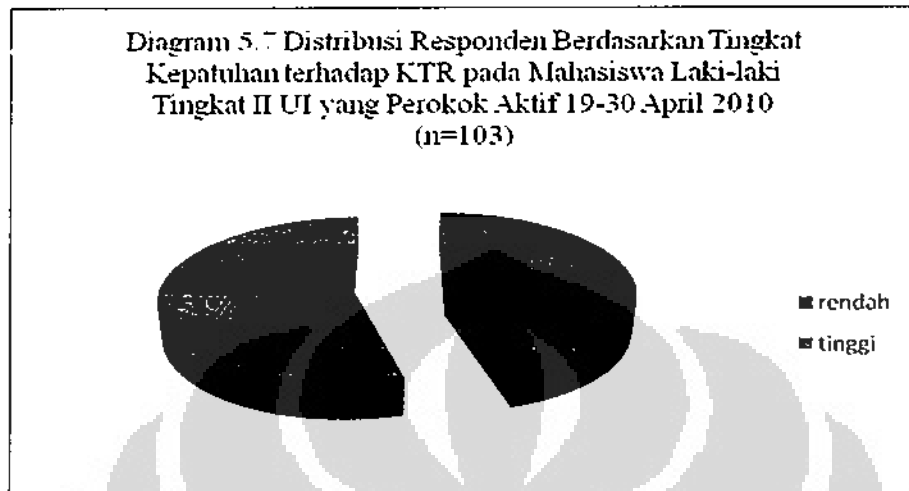 Diagram 5.7 Distribusi Responden Berdasarkan Tingkat
Kepatuhan terhadap KTR pada Mahasiswa Laki-laki
Tingkat II UI yang Perokok Aktif 19-30 April 2010
(n=103)
rendah
tinggi